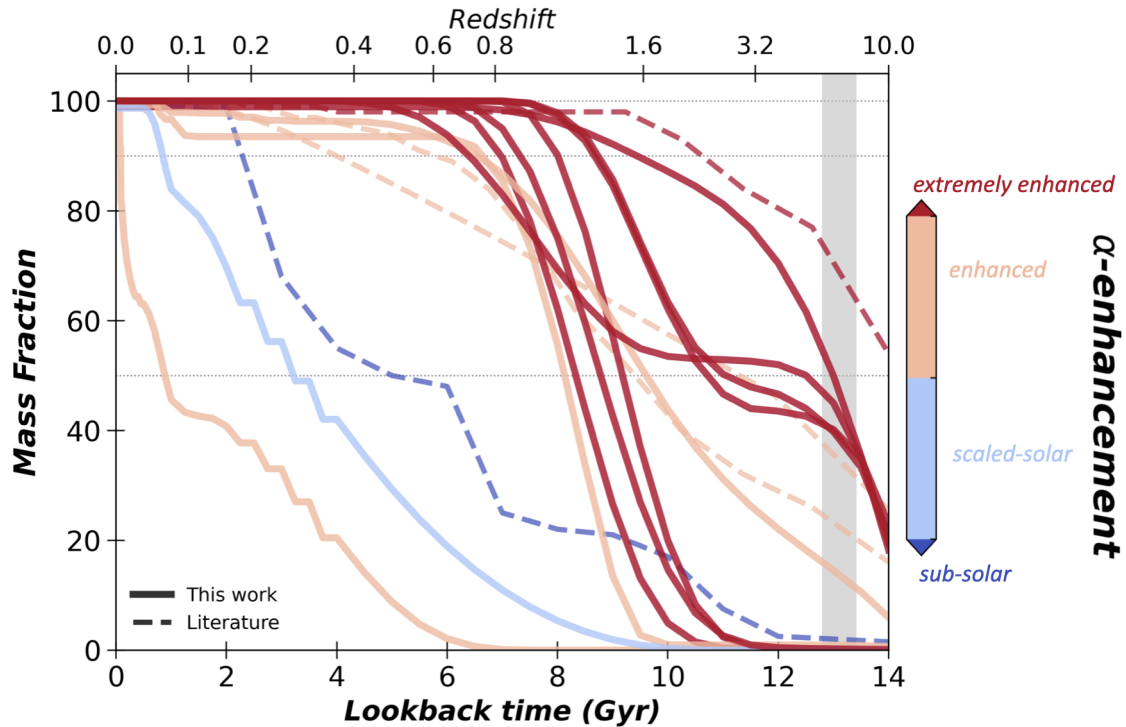 Redshift
0.0 0.1 0.2 0.4 0.6 0.8 1.6 3.2 10.0
100
80
60
40
20
0
Mass Fraction
This work
Literature
0 2 4 6 8 10 12 14
Lookback time (Gyr)
extremely enhanced
enhanced
scaled-solar
sub-solar
α-enhancement